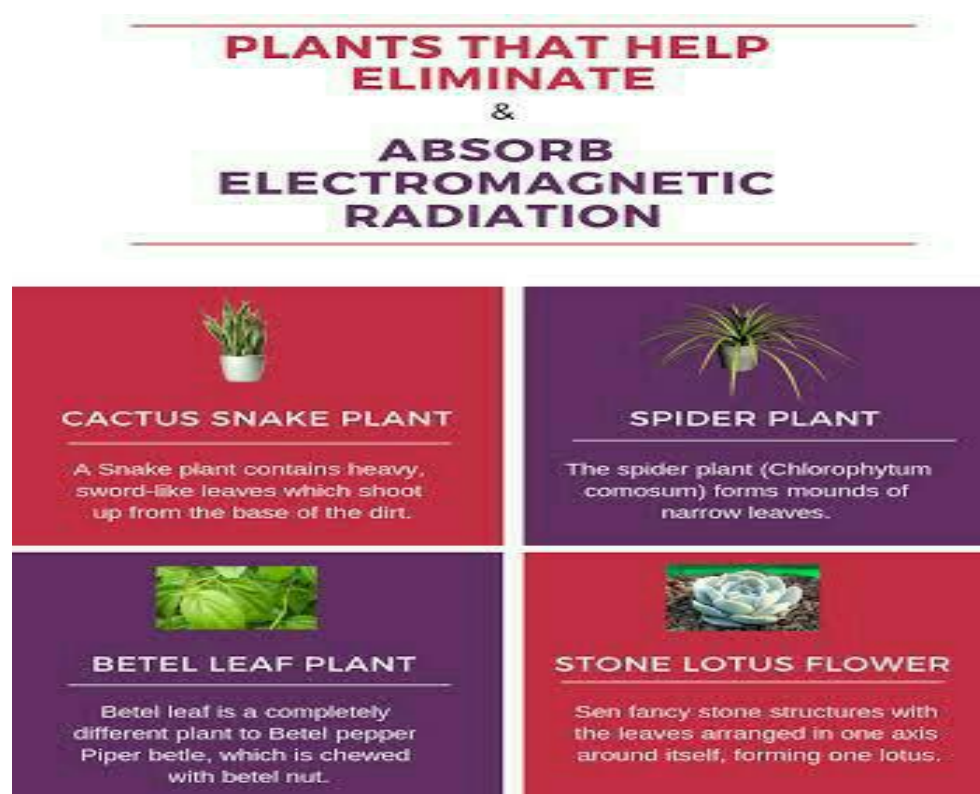 PLANTS THAT HELP
ELIMINATE
&
ABSORB
ELECTROMAGNETIC
RADIATION
CACTUS SNAKE PLANT
A Snake plant contains heavy,
sword-like leaves which shoot
up from the base of the dirt.
SPIDER PLANT
The spider plant (Chlorophytum
comosum) forms mounds of
narrow leaves.
BETEL LEAF PLANT
Betel leaf is a completely
different plant to Betel pepper
Piper betle, which is chewed
with betel nut.
STONE LOTUS FLOWER
Sen fancy stone structures with
the leaves arranged in one axis
around itself, forming one lotus.